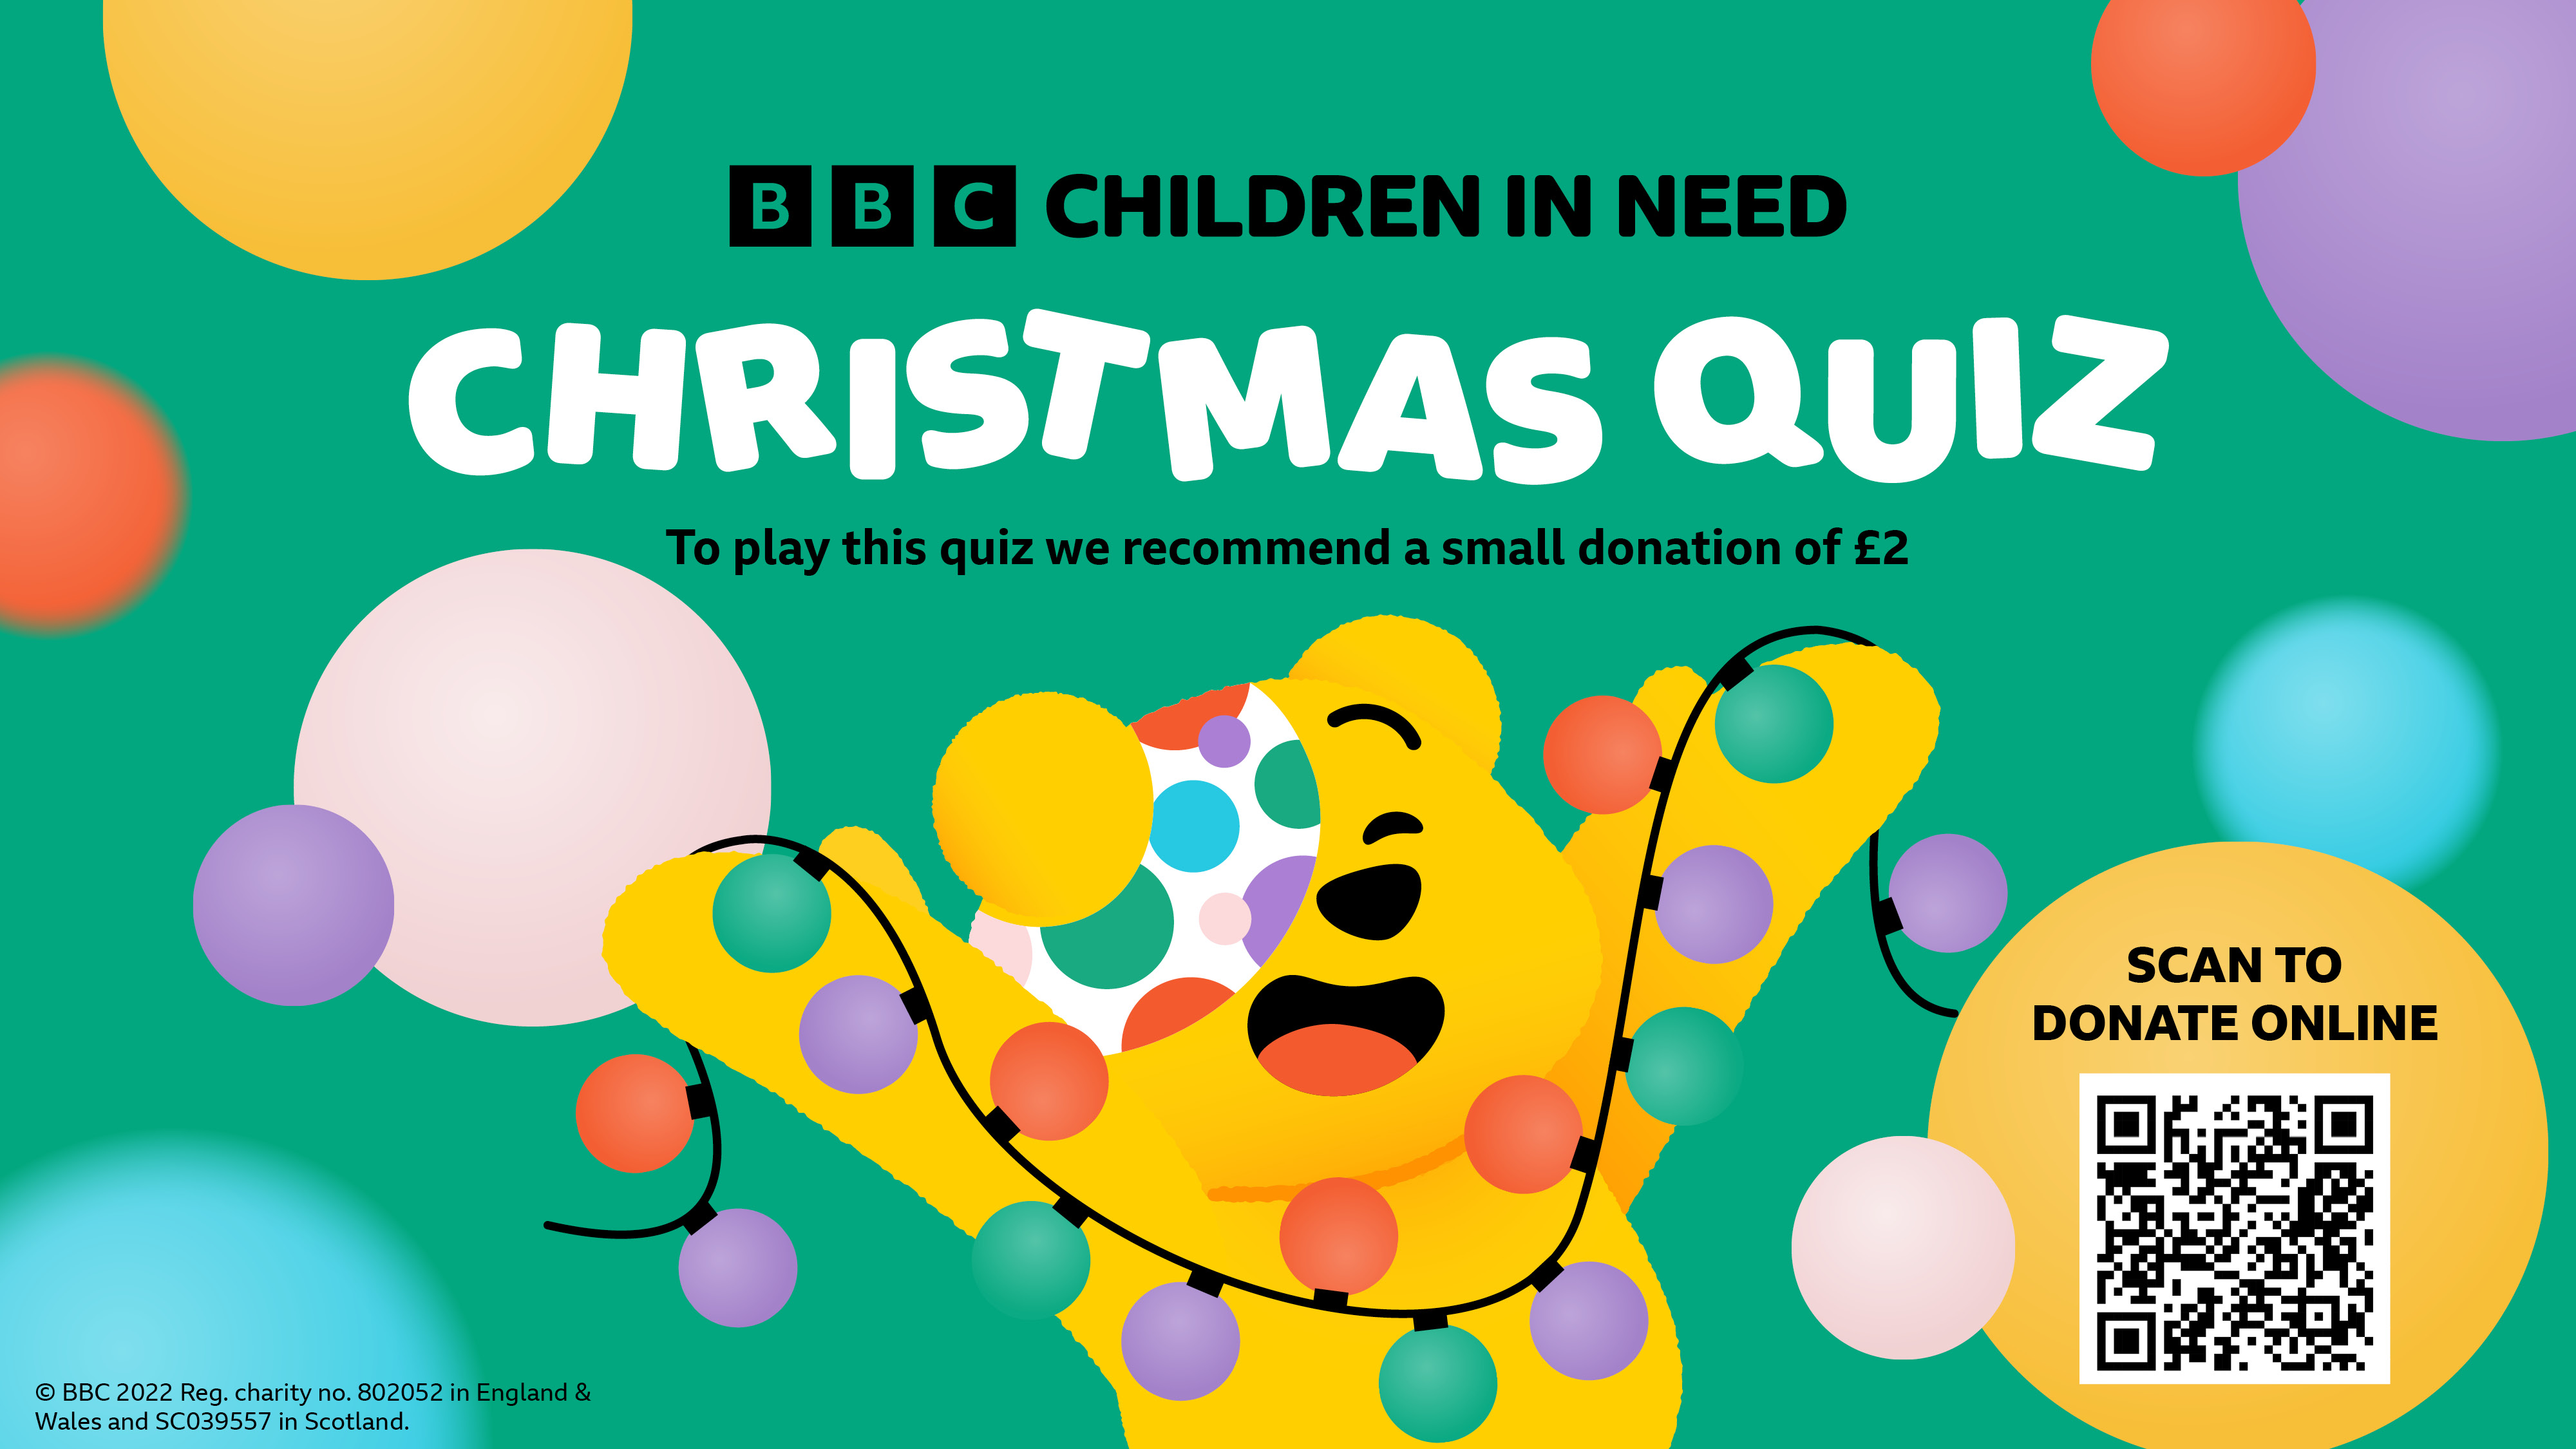 BBC CHILDREN IN NEED
CHRISTMAS QUIZ
To play this quiz we recommend a small donation of £2
SCAN TO
DONATE ONLINE
© BBC 2022 Reg. charity no. 802052 in England &
Wales and SC039557 in Scotland.